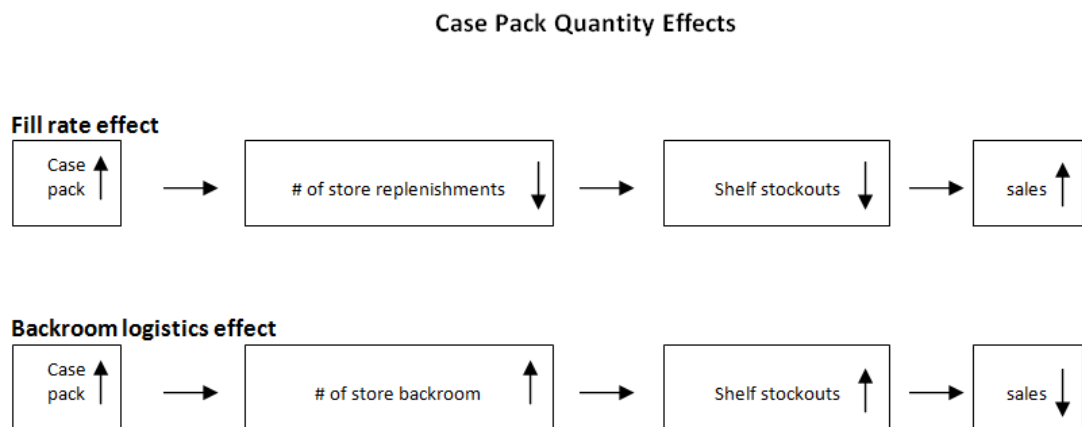 Case Pack Quantity Effects
Fill rate effect
Case
pack
# of store replenishments
Shelf stockouts
sales
Backroom logistics effect
Case
pack
# of store backroom
Shelf stockouts
sales